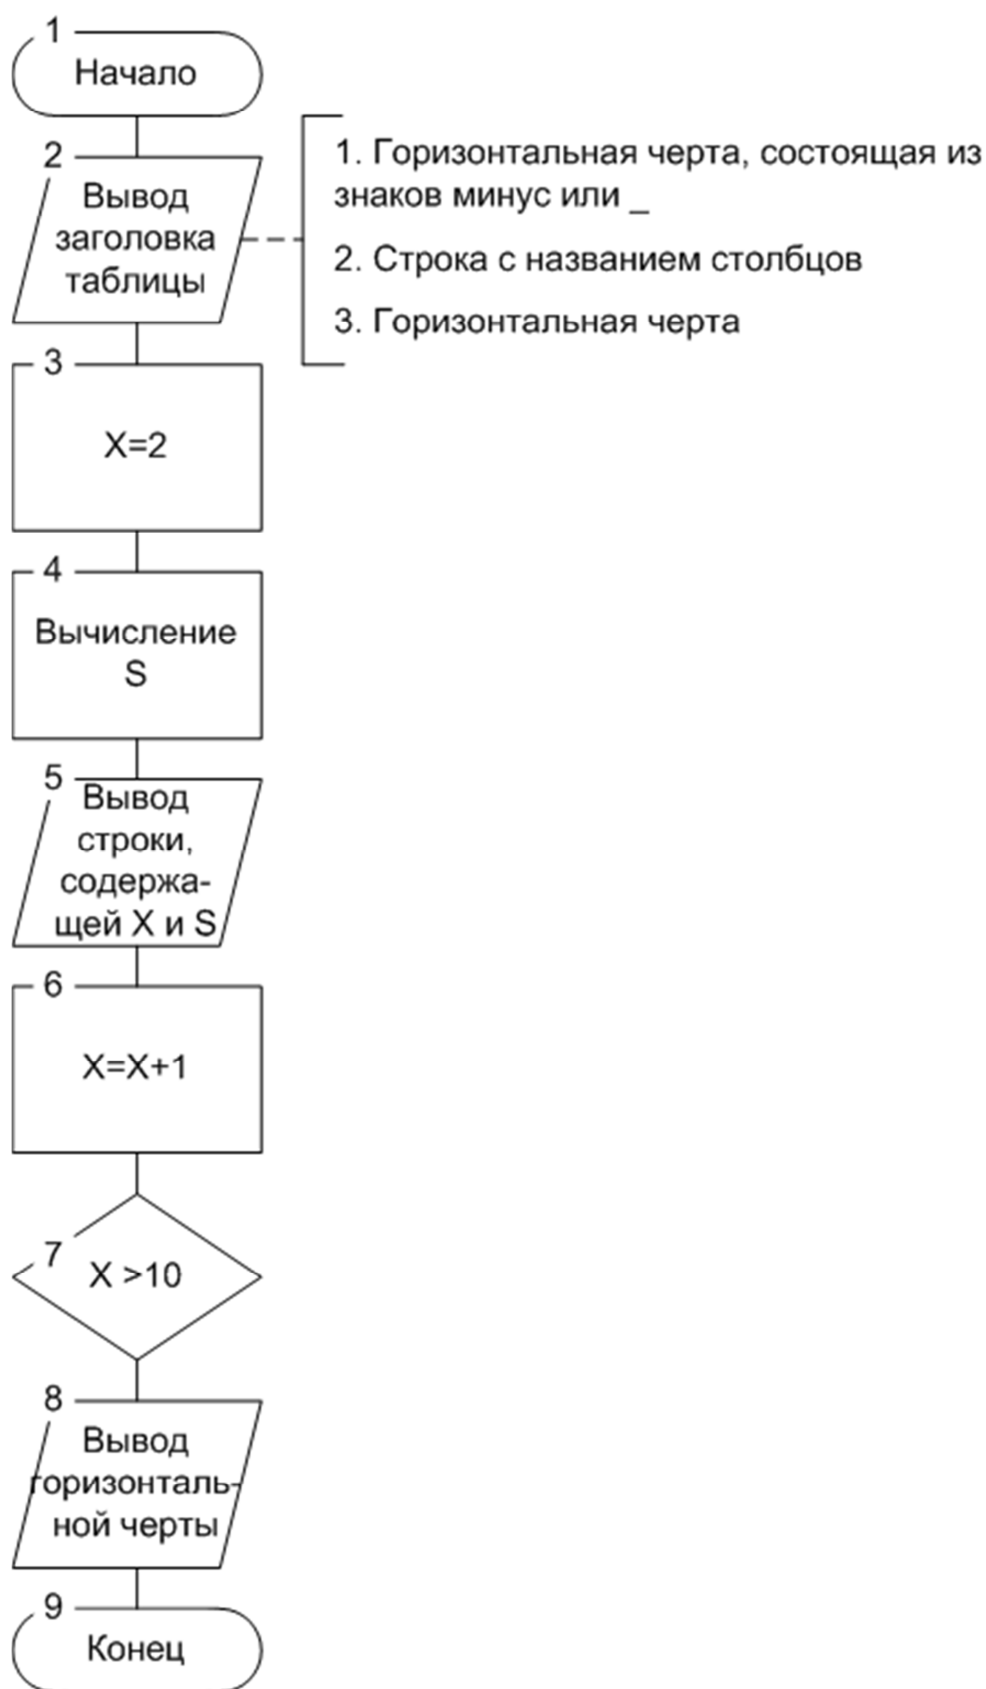 1
Начало
2
Вывод
заголовка
таблицы
1. Горизонтальная черта, состоящая из
знаков минус или _
2. Строка с названием столбцов
3. Горизонтальная черта
3
X=2
4
Вычисление
S
5
Вывод
строки,
содержа-
щей X и S
6
X=X+1
7
X >10
8
Вывод
горизонталь-
ной черты
9
Конец